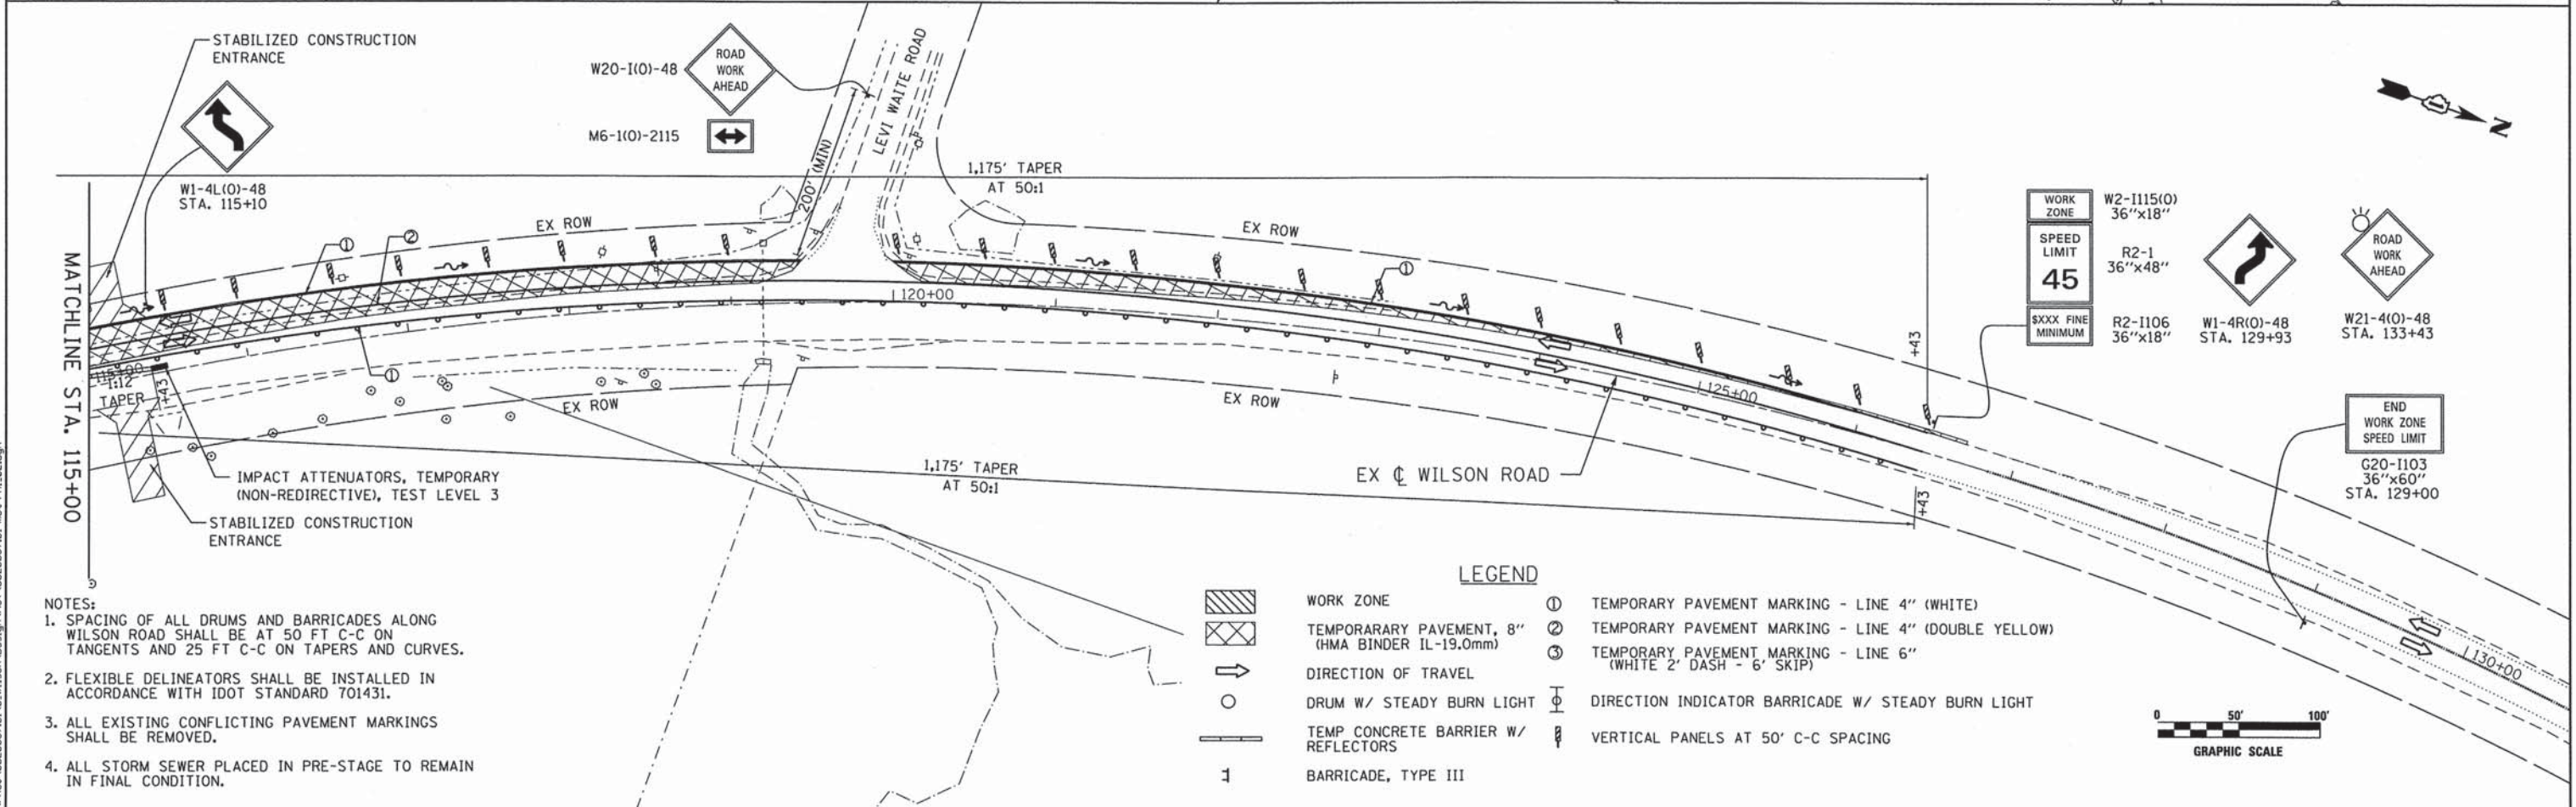 STABILIZED CONSTRUCTION
ENTRANCE
W1-4L(O)-48
STA. 115+10
W20-I(O)-48
ROAD
WORK
AHEAD
M6-1(O)-2115
200' (MIN)
LEVI WAITE ROAD
1,175' TAPER
AT 50:1
N
EX ROW
EX ROW
1
2
1
MATCHLINE STA. 115+00
115+00
1:12
TAPER
+43
1
EX ROW
120+00
EX ROW
125+00
+43
WORK
ZONE
W2-I115(O)
36"x18"
SPEED
LIMIT
45
R2-1
36"x48"
$XXX FINE
MINIMUM
R2-I106
36"x18"
W1-4R(O)-48
STA. 129+93
ROAD
WORK
AHEAD
W21-4(O)-48
STA. 133+43
END
WORK ZONE
SPEED LIMIT
G20-I103
36"x60"
STA. 129+00
IMPACT ATTENUATORS, TEMPORARY
(NON-REDIRECTIVE), TEST LEVEL 3
STABILIZED CONSTRUCTION
ENTRANCE
1,175' TAPER
AT 50:1
EX ℄ WILSON ROAD
+43
130+00
NOTES:
1. SPACING OF ALL DRUMS AND BARRICADES ALONG
WILSON ROAD SHALL BE AT 50 FT C-C ON
TANGENTS AND 25 FT C-C ON TAPERS AND CURVES.
2. FLEXIBLE DELINEATORS SHALL BE INSTALLED IN
ACCORDANCE WITH IDOT STANDARD 701431.
3. ALL EXISTING CONFLICTING PAVEMENT MARKINGS
SHALL BE REMOVED.
4. ALL STORM SEWER PLACED IN PRE-STAGE TO REMAIN
IN FINAL CONDITION.
LEGEND
WORK ZONE
TEMPORARARY PAVEMENT, 8"
(HMA BINDER IL-19.0mm)
DIRECTION OF TRAVEL
DRUM W/ STEADY BURN LIGHT
TEMP CONCRETE BARRIER W/
REFLECTORS
BARRICADE, TYPE III
1 TEMPORARY PAVEMENT MARKING - LINE 4" (WHITE)
2 TEMPORARY PAVEMENT MARKING - LINE 4" (DOUBLE YELLOW)
3 TEMPORARY PAVEMENT MARKING - LINE 6"
(WHITE 2' DASH - 6' SKIP)
DIRECTION INDICATOR BARRICADE W/ STEADY BURN LIGHT
VERTICAL PANELS AT 50' C-C SPACING
0 50' 100'
GRAPHIC SCALE